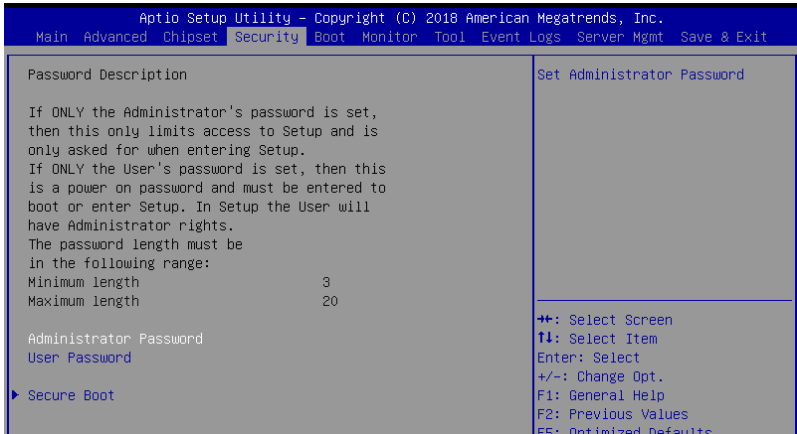 Aptio Setup Utility – Copyright (C) 2018 American Megatrends, Inc.
Main Advanced Chipset Security Boot Monitor Tool Event Logs Server Mgmt Save & Exit
Password Description
If ONLY the Administrator's password is set,
then this only limits access to Setup and is
only asked for when entering Setup.
If ONLY the User's password is set, then this
is a power on password and must be entered to
boot or enter Setup. In Setup the User will
have Administrator rights.
The password length must be
in the following range:
Minimum length 3
Maximum length 20
Administrator Password
User Password
Secure Boot
Set Administrator Password
→←: Select Screen
↑↓: Select Item
Enter: Select
+/-: Change Opt.
F1: General Help
F2: Previous Values
F5: Optimized Defaults